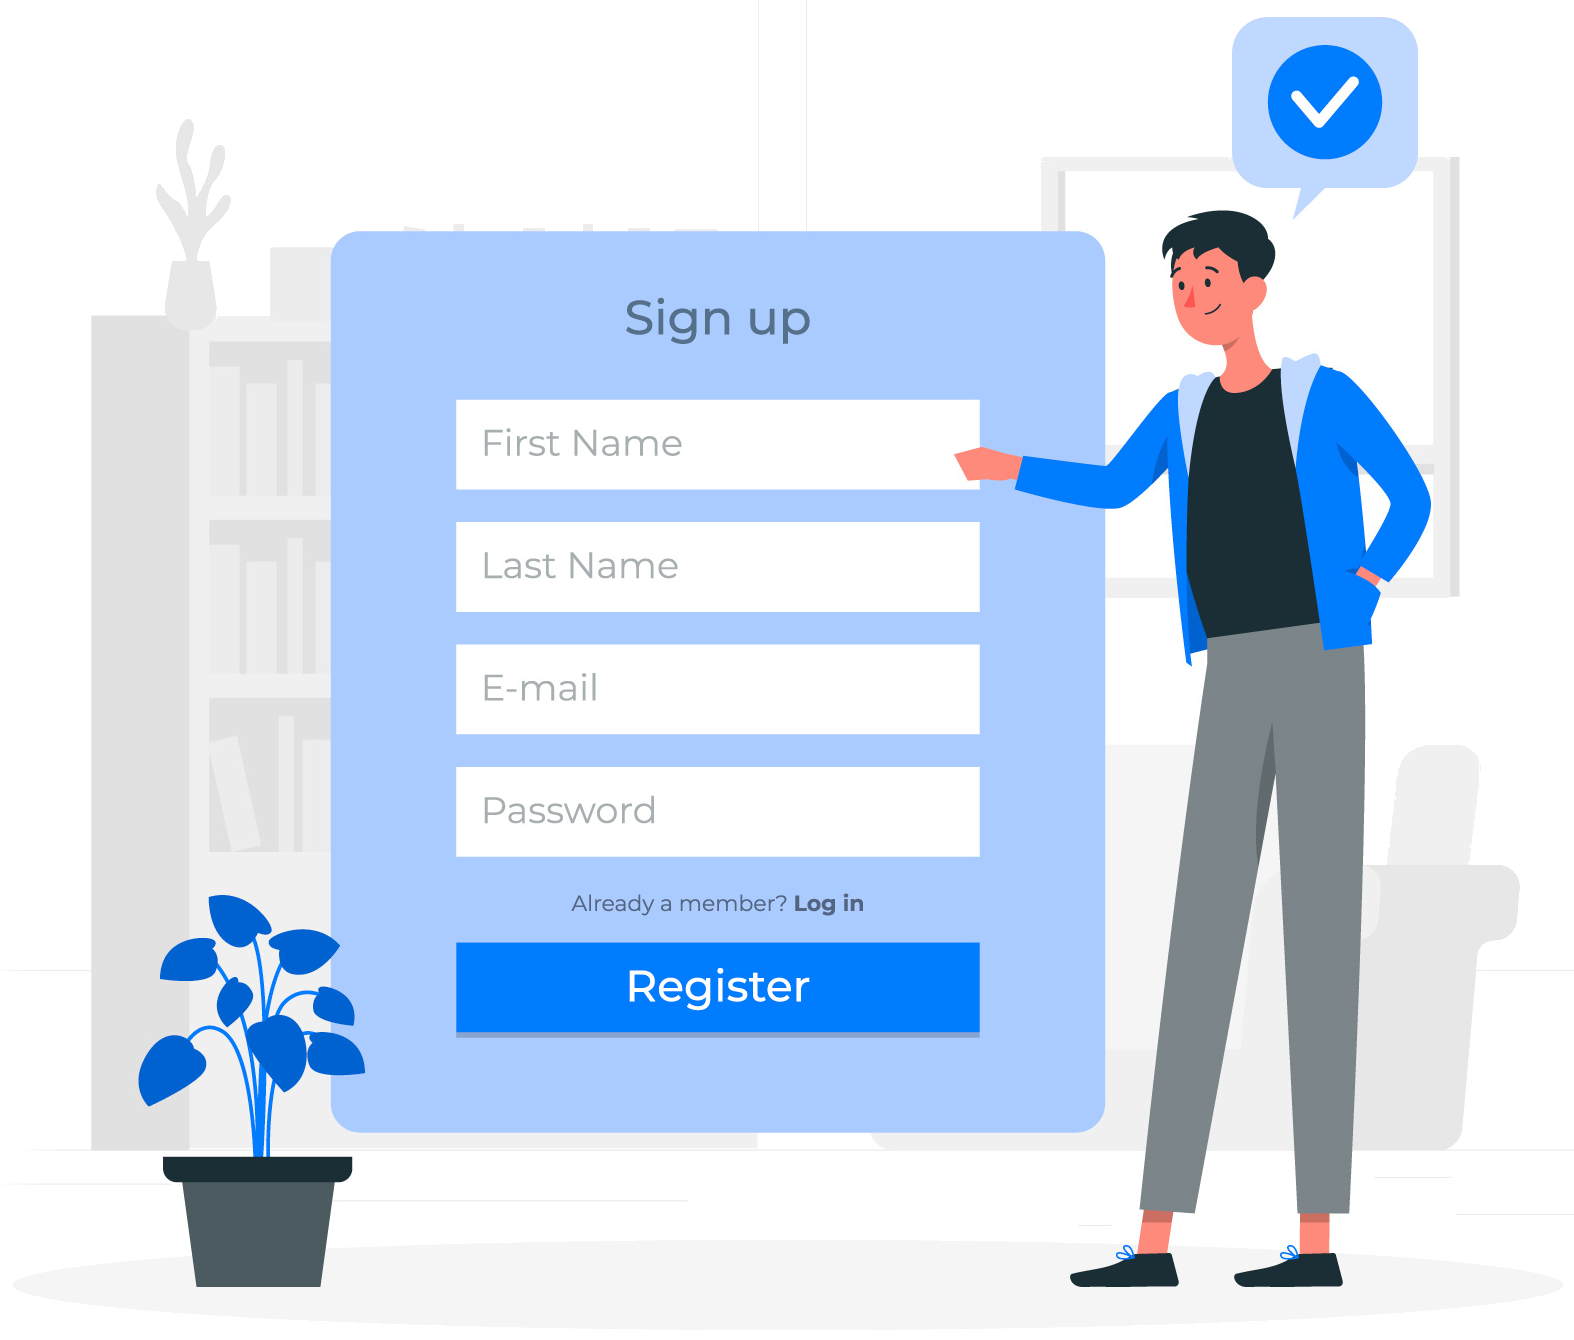 Sign up
First Name
Last Name
E-mail
Password
Already a member? Log in
Register